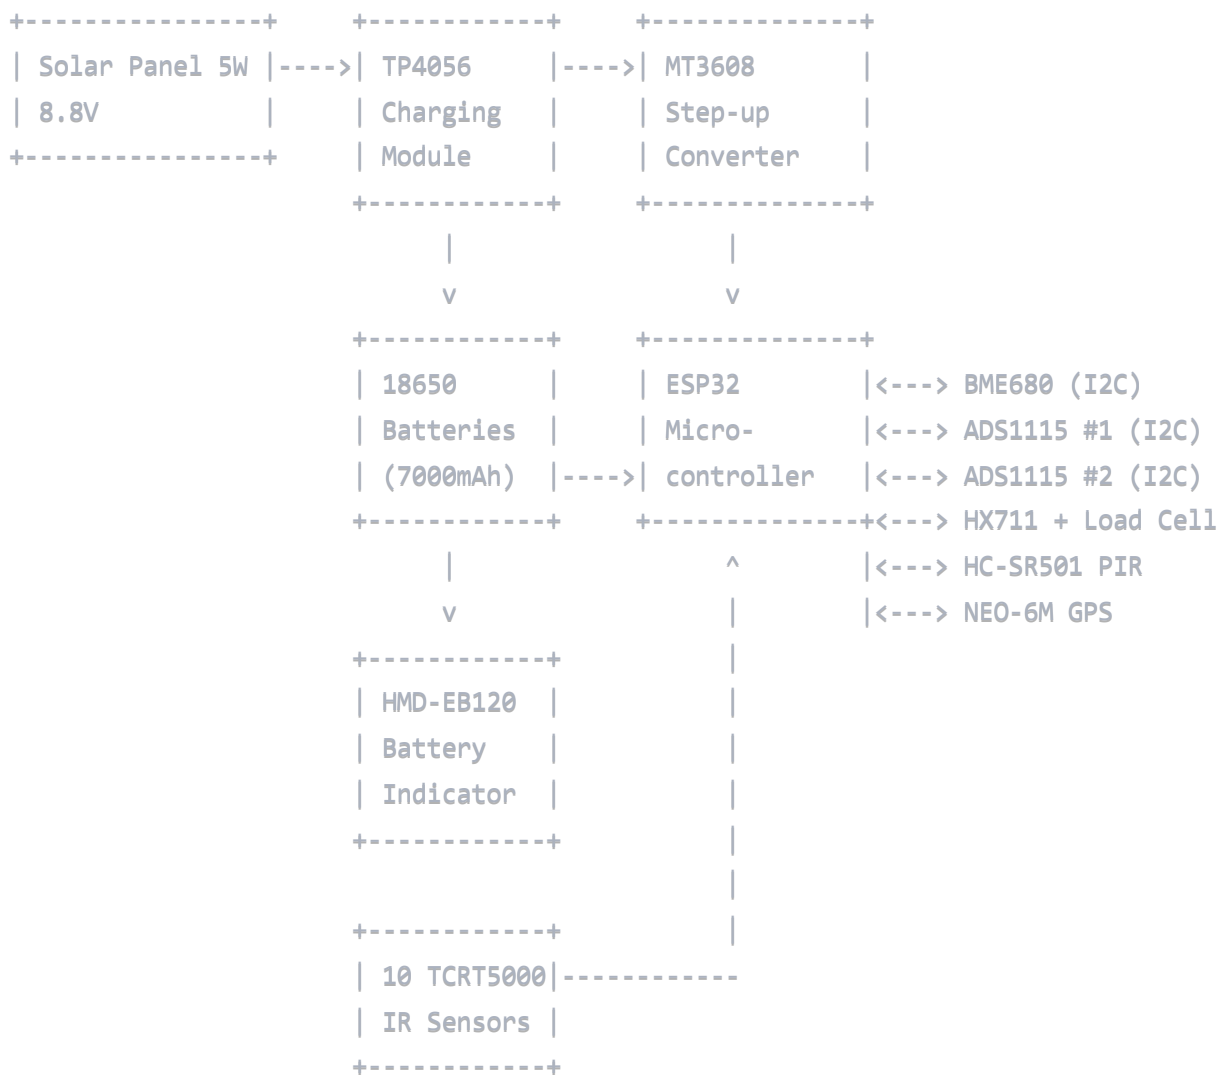 +----------------+     +------------+     +--------------+
| Solar Panel 5W |---->| TP4056     |---->| MT3608       |
| 8.8V           |     | Charging   |     | Step-up      |
+----------------+     | Module     |     | Converter    |
                       +------------+     +--------------+
                             |                  |
                             v                  v
                       +------------+     +--------------+
                       | 18650      |     | ESP32        |<---> BME680 (I2C)
                       | Batteries  |     | Micro-       |<---> ADS1115 #1 (I2C)
                       | (7000mAh)  |---->| controller   |<---> ADS1115 #2 (I2C)
                       +------------+     +--------------+<---> HX711 + Load Cell
                             |                  ^        |<---> HC-SR501 PIR
                             v                  |        |<---> NEO-6M GPS
                       +------------+           |
                       | HMD-EB120  |           |
                       | Battery    |           |
                       | Indicator  |           |
                       +------------+           |
                                                |
                       +------------+           |
                       | 10 TCRT5000|------------
                       | IR Sensors |
                       +------------+